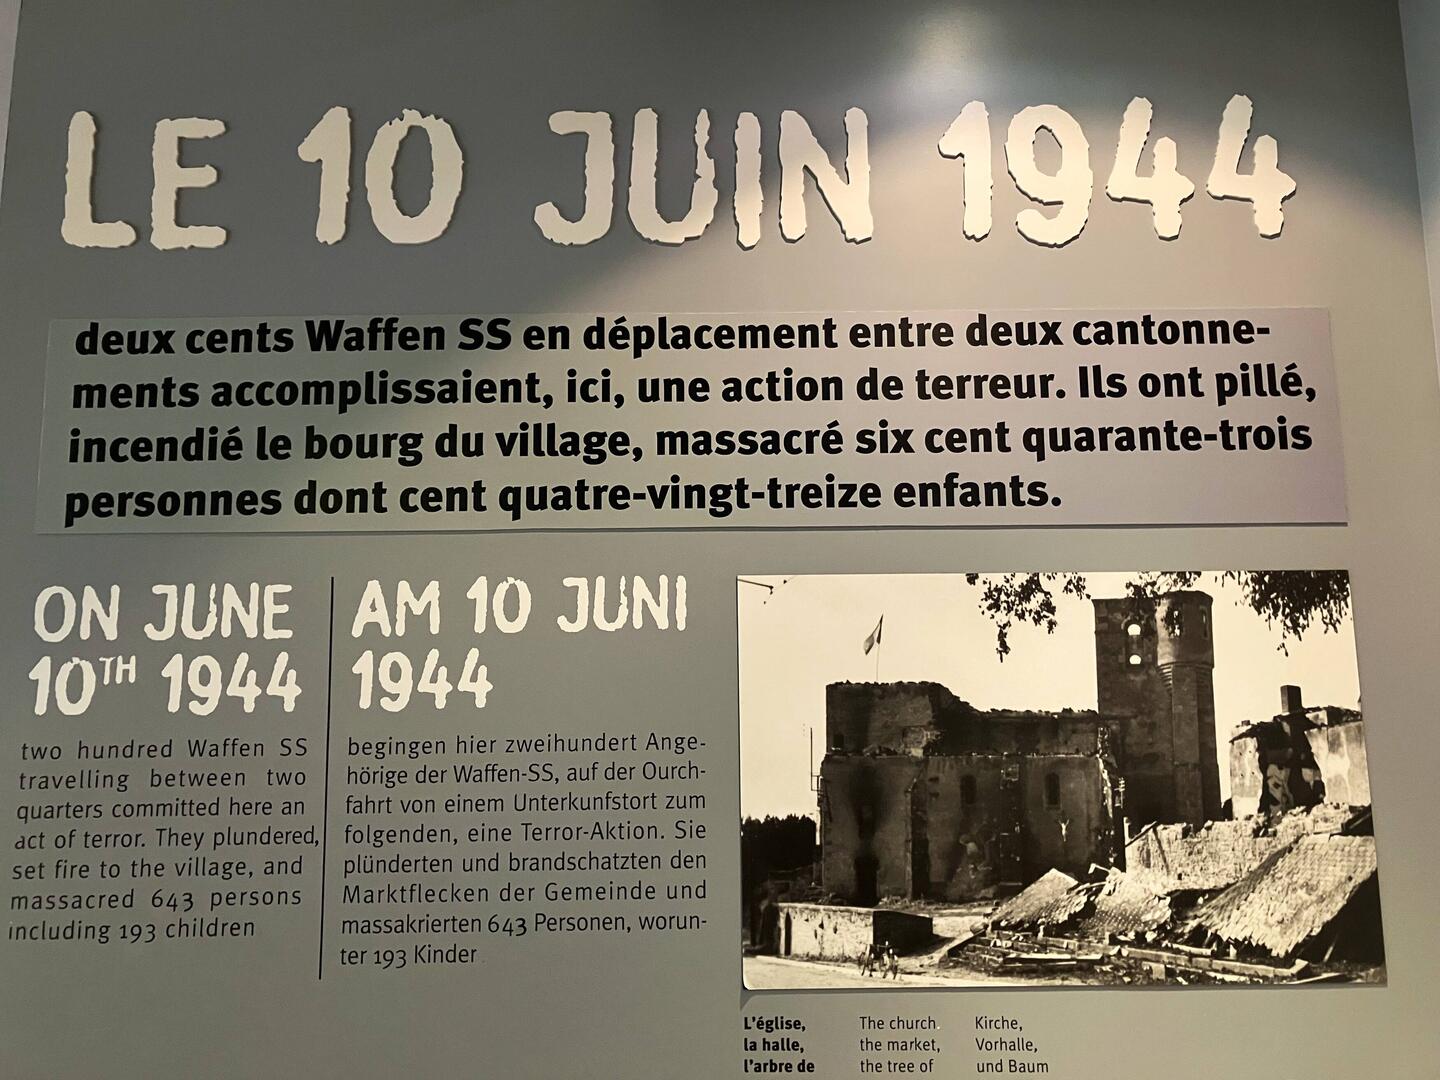 LE 10 JUIN 1944
deux cents Waffen SS en déplacement entre deux cantonne-
ments accomplissaient, ici, une action de terreur. Ils ont pillé,
incendié le bourg du village, massacré six cent quarante-trois
personnes dont cent quatre-vingt-treize enfants.
ON JUNE
10TH 1944
two hundred Waffen SS
travelling between two
quarters committed here an
act of terror. They plundered,
set fire to the village, and
massacred 643 persons
including 193 children
AM 10 JUNI
1944
begingen hier zweihundert Ange-
hörige der Waffen-SS, auf der Ourch-
fahrt von einem Unterkunfstort zum
folgenden, eine Terror-Aktion. Sie
plünderten und brandschatzten den
Marktflecken der Gemeinde und
massakrierten 643 Personen, worun-
ter 193 Kinder
L'église,
la halle,
l'arbre de
The church.
the market,
the tree of
Kirche,
Vorhalle,
und Baum